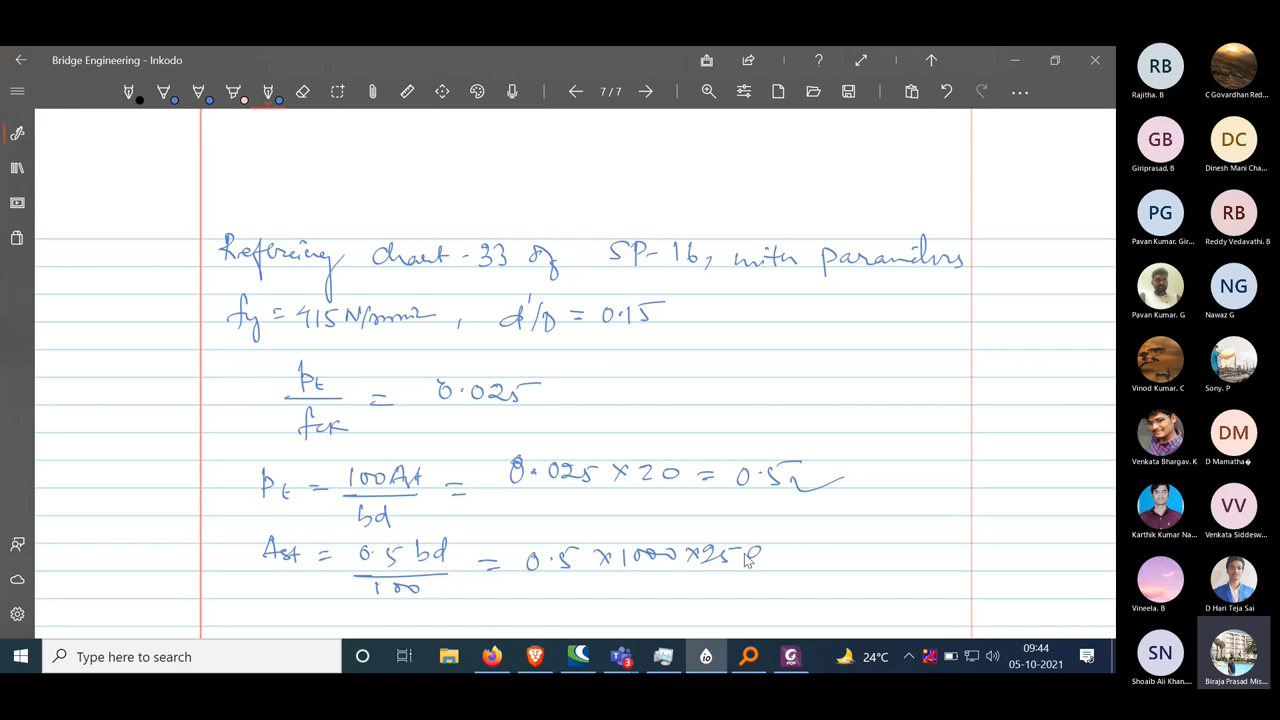 Bridge Engineering - Inkodo
7/7
Refering chart - 33 of SP-16, with parameters
fy = 415 N/mm2 , d'/D = 0.15
pt / fck = 0.025
Pt = 100 Ast / bd = 0.025 × 20 = 0.5
Ast = 0.5 bd / 100 = 0.5 × 1000 × 250
RB
Rajitha. B
C Govardhan Red...
GB
DC
Giriprasad, B
Dinesh Mani Cha...
PG
RB
Pavan Kumar. Gir...
Reddy Vedavathi. B
NG
Pavan Kumar. G
Nawaz G
Vinod Kumar. C
Sony. P
DM
Venkata Bhargav. K
D Mamatha�
VV
Karthik Kumar Na...
Venkata Siddesw...
Vineela. B
D Hari Teja Sai
SN
Shoaib Ali Khan....
Biraja Prasad Mis...
Type here to search
24°C
09:44
05-10-2021